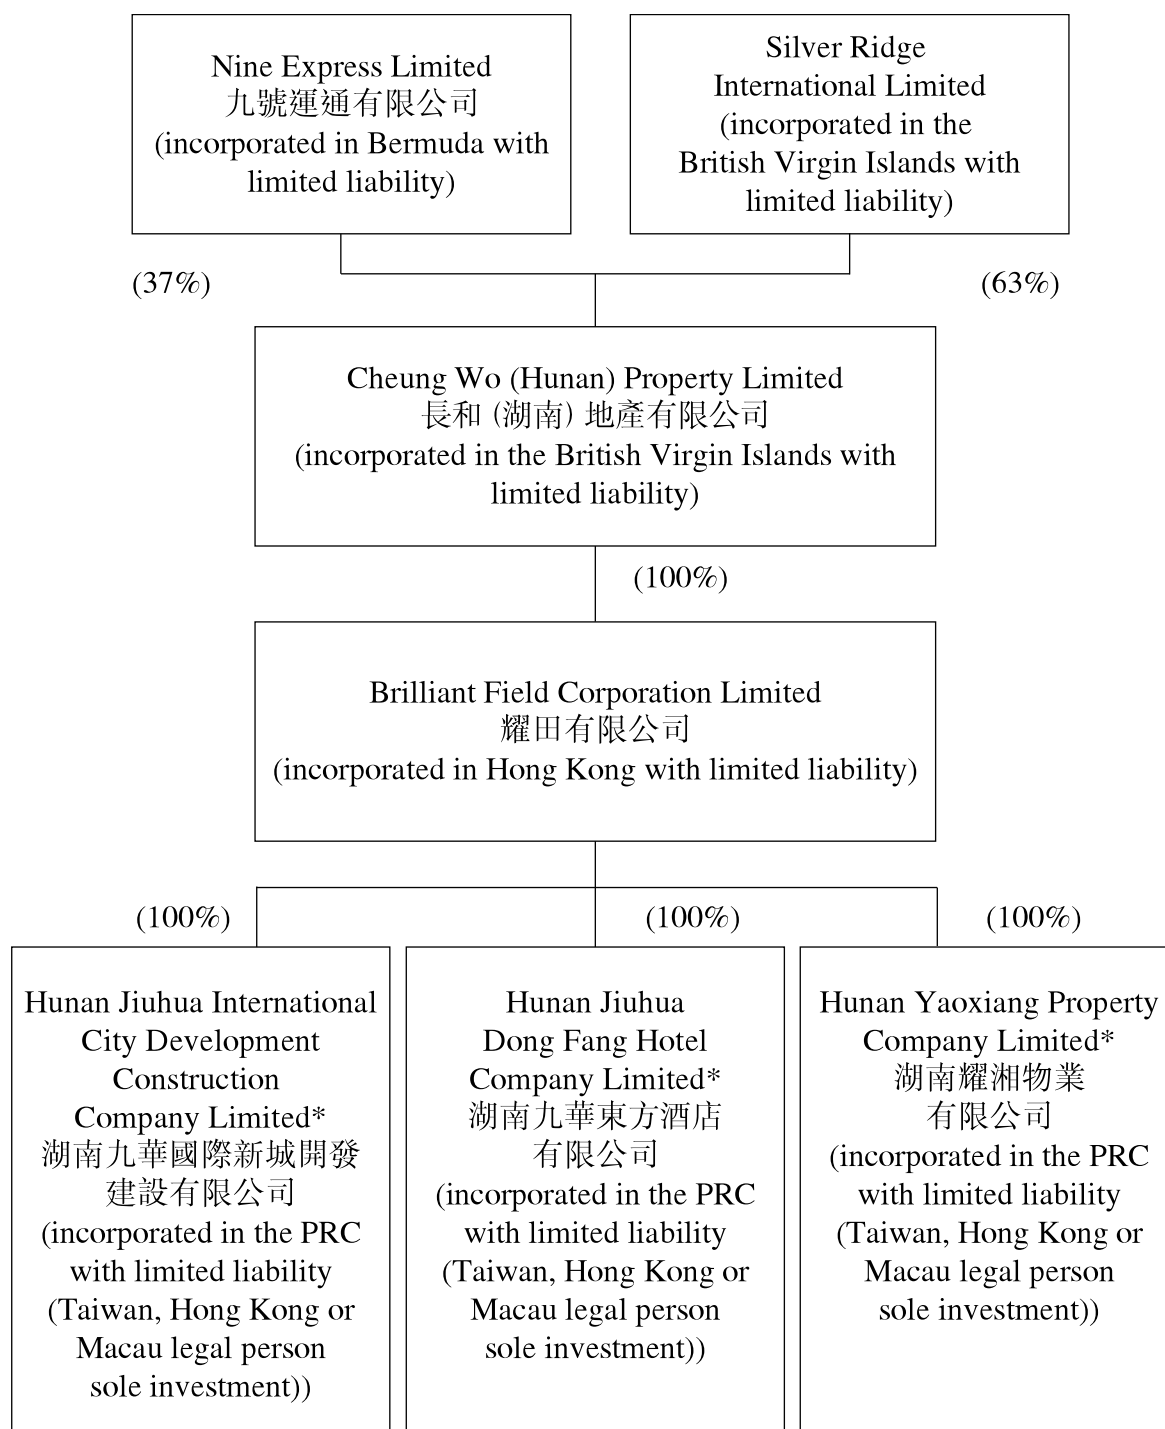 Nine Express Limited
九號運通有限公司
(incorporated in Bermuda with
limited liability)
Silver Ridge
International Limited
(incorporated in the
British Virgin Islands with
limited liability)
(37%)
(63%)
Cheung Wo (Hunan) Property Limited
長和 (湖南) 地產有限公司
(incorporated in the British Virgin Islands with
limited liability)
(100%)
Brilliant Field Corporation Limited
耀田有限公司
(incorporated in Hong Kong with limited liability)
(100%)
(100%)
(100%)
Hunan Jiuhua International
City Development
Construction
Company Limited*
湖南九華國際新城開發
建設有限公司
(incorporated in the PRC
with limited liability
(Taiwan, Hong Kong or
Macau legal person
sole investment))
Hunan Jiuhua
Dong Fang Hotel
Company Limited*
湖南九華東方酒店
有限公司
(incorporated in the PRC
with limited liability
(Taiwan, Hong Kong or
Macau legal person
sole investment))
Hunan Yaoxiang Property
Company Limited*
湖南耀湘物業
有限公司
(incorporated in the PRC
with limited liability
(Taiwan, Hong Kong or
Macau legal person
sole investment))